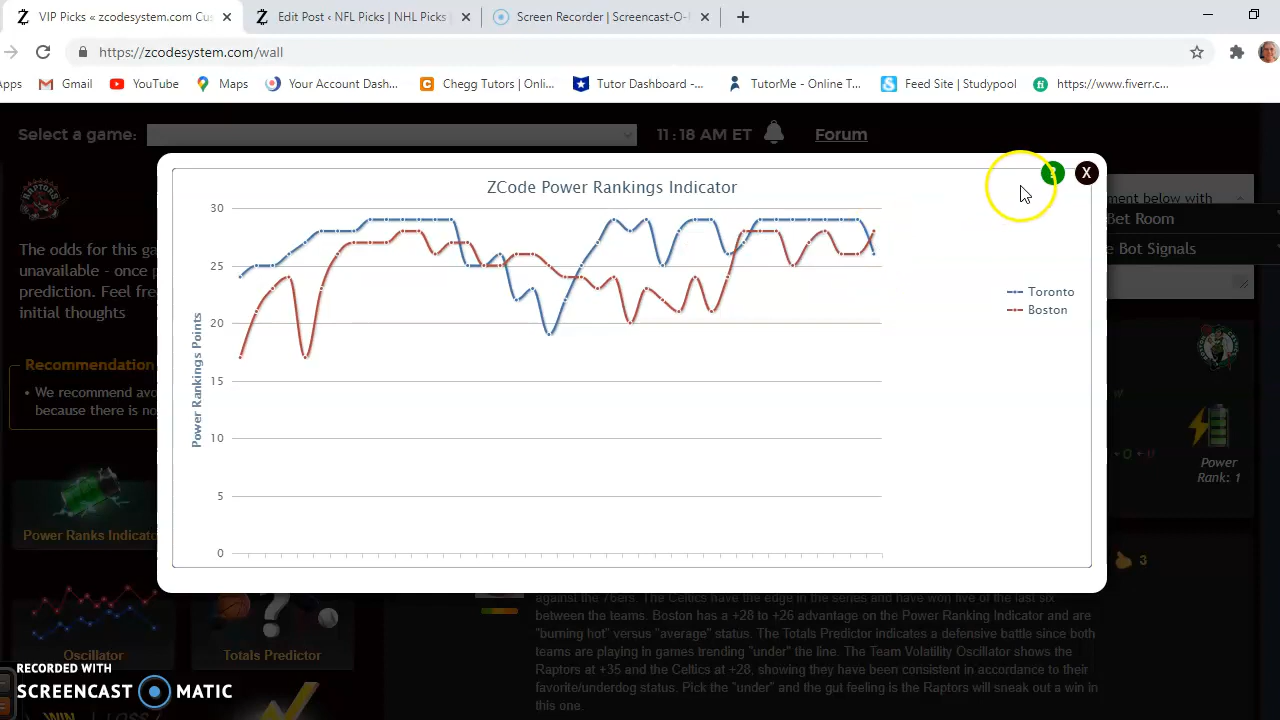 VIP Picks « zcodesystem.com Cus
Edit Post ‹ NFL Picks | NHL Picks |
Screen Recorder | Screencast-O-
https://zcodesystem.com/wall
Apps
Gmail
YouTube
Maps
Your Account Dash...
Chegg Tutors | Onli...
Tutor Dashboard -...
TutorMe - Online T...
Feed Site | Studypool
https://www.fiverr.c...
Select a game:
11:18 AM ET
Forum
RAPTORS
ZCode Power Rankings Indicator
?
X
30
25
20
15
10
5
0
Power Rankings Points
Toronto
Boston
ment below with
Bet Room
e Bot Signals
The odds for this ga
unavailable - once
prediction. Feel fre
initial thoughts
Recommendation
• We recommend avo
because there is no
Power
Rank: 1
Power Ranks Indicato
3
Oscillator
Totals Predictor
against the 76ers. The Celtics have the edge in the series and have won five of the last six
between the teams. Boston has a +28 to +26 advantage on the Power Ranking Indicator and are
"burning hot" versus "average" status. The Totals Predictor indicates a defensive battle since both
teams are playing in games trending "under" the line. The Team Volatility Oscillator shows the
Raptors at +35 and the Celtics at +28, showing they have been consistent in accordance to their
favorite/underdog status. Pick the "under" and the gut feeling is the Raptors will sneak out a win in
this one.
RECORDED WITH
SCREENCAST MATIC